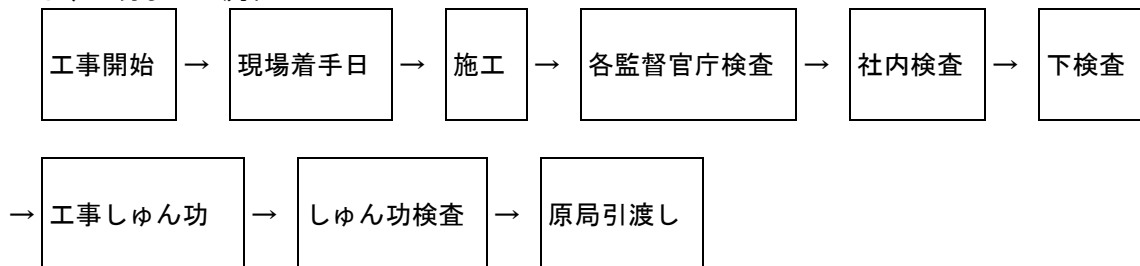 工事開始 → 現場着手日 → 施工 → 各監督官庁検査 → 社内検査 → 下検査
→ 工事しゅん功 → しゅん功検査 → 原局引渡し